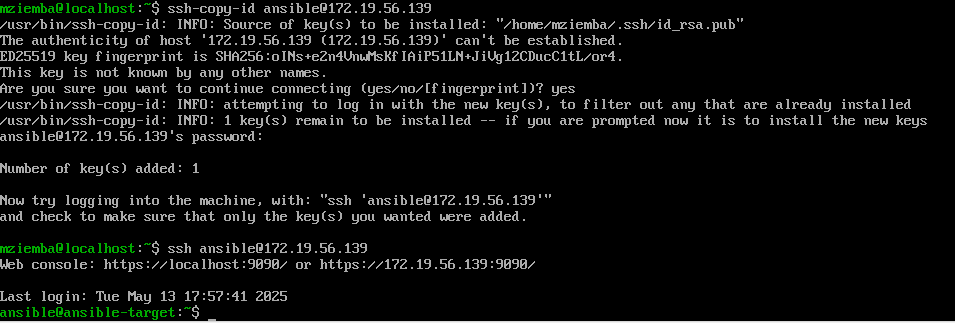 mziemba@localhost:~$ ssh-copy-id ansible@172.19.56.139
/usr/bin/ssh-copy-id: INFO: Source of key(s) to be installed: "/home/mziemba/.ssh/id_rsa.pub"
The authenticity of host '172.19.56.139 (172.19.56.139)' can't be established.
ED25519 key fingerprint is SHA256:oINs+e2n4VnwMsKfIAiP51LN+JiVg12CDucC1tL/or4.
This key is not known by any other names.
Are you sure you want to continue connecting (yes/no/[fingerprint])? yes
/usr/bin/ssh-copy-id: INFO: attempting to log in with the new key(s), to filter out any that are already installed
/usr/bin/ssh-copy-id: INFO: 1 key(s) remain to be installed -- if you are prompted now it is to install the new keys
ansible@172.19.56.139's password:
Number of key(s) added: 1
Now try logging into the machine, with: "ssh 'ansible@172.19.56.139'"
and check to make sure that only the key(s) you wanted were added.
mziemba@localhost:~$ ssh ansible@172.19.56.139
Web console: https://localhost:9090/ or https://172.19.56.139:9090/
Last login: Tue May 13 17:57:41 2025
ansible@ansible-target:~$ _